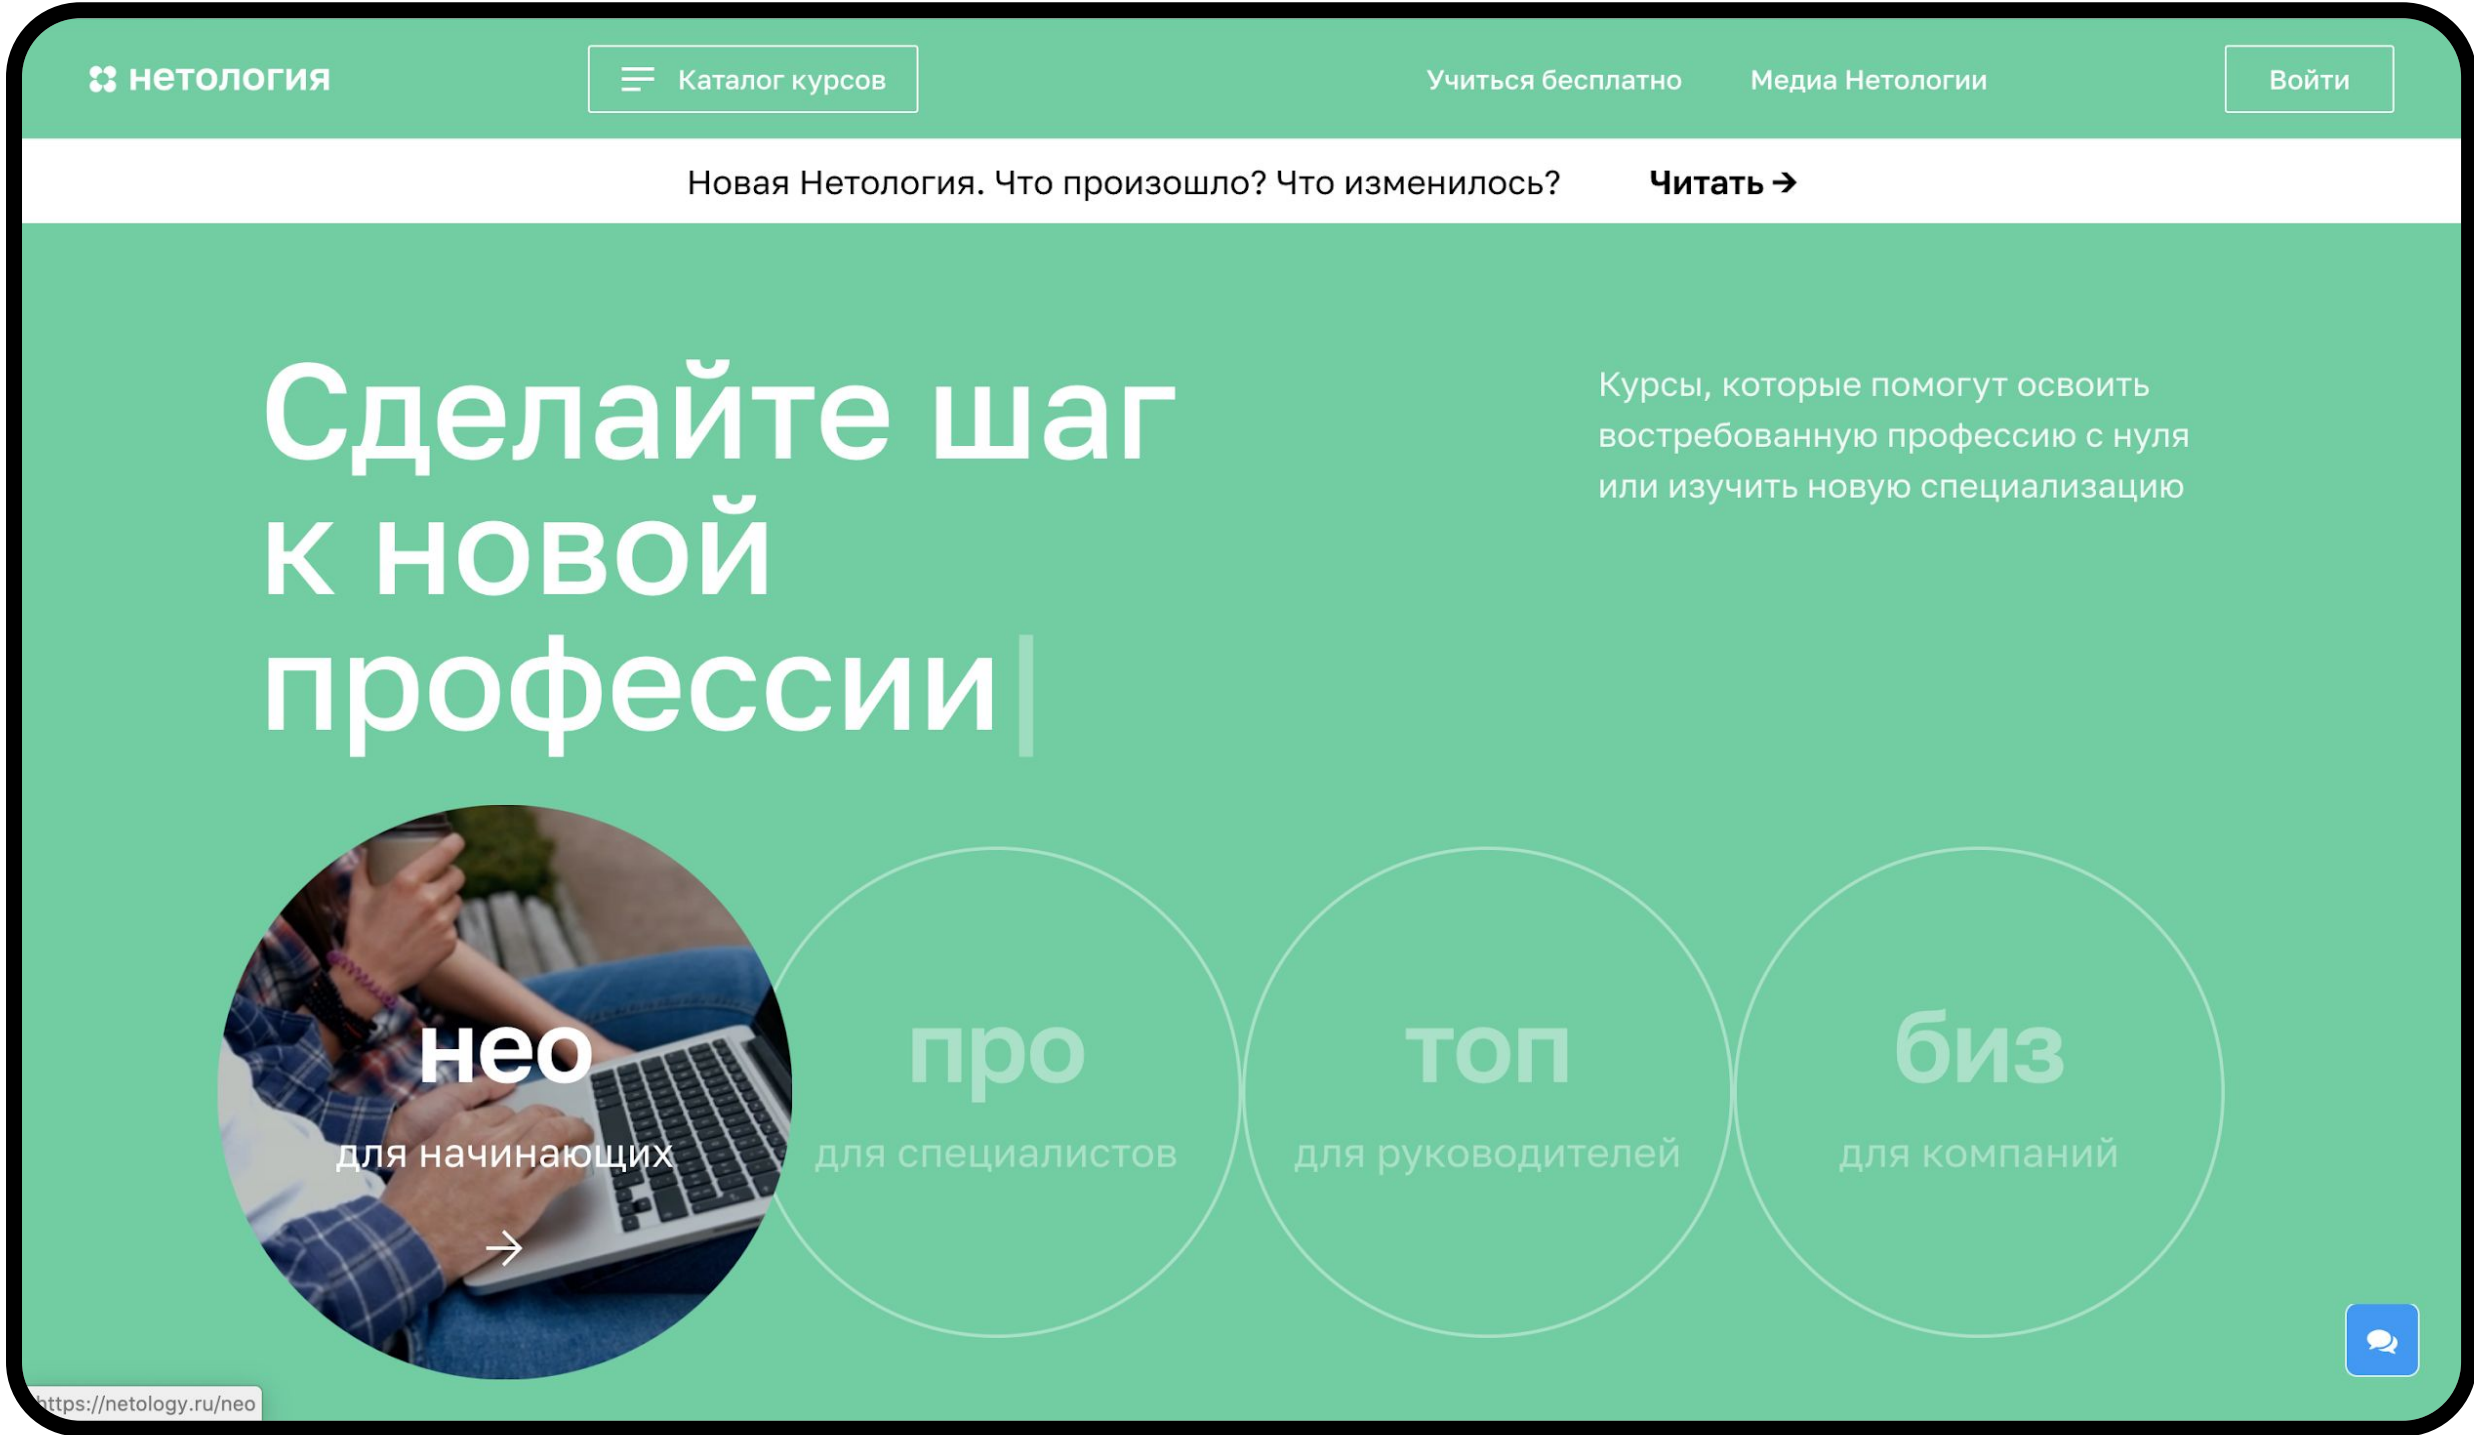 нетология
Каталог курсов
Учиться бесплатно
Медиа Нетологии
Войти
Новая Нетология. Что произошло? Что изменилось?
Читать →
Сделайте шаг
к новой
профессии
Курсы, которые помогут освоить
востребованную профессию с нуля
или изучить новую специализацию
нео
для начинающих
→
про
для специалистов
топ
для руководителей
биз
для компаний
https://netology.ru/neo